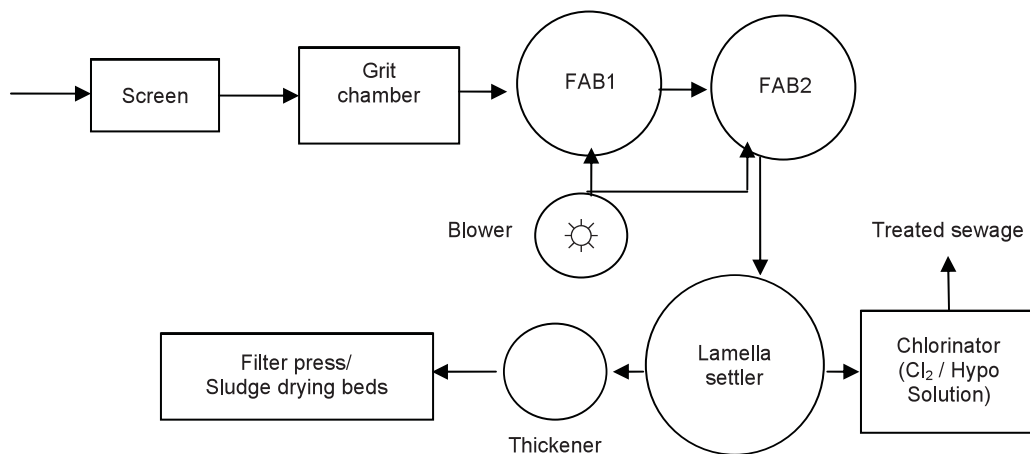 Screen
Grit
chamber
FAB1
FAB2
Blower
Treated sewage
Filter press/
Sludge drying beds
Thickener
Lamella
settler
Chlorinator
(Cl₂ / Hypo
Solution)